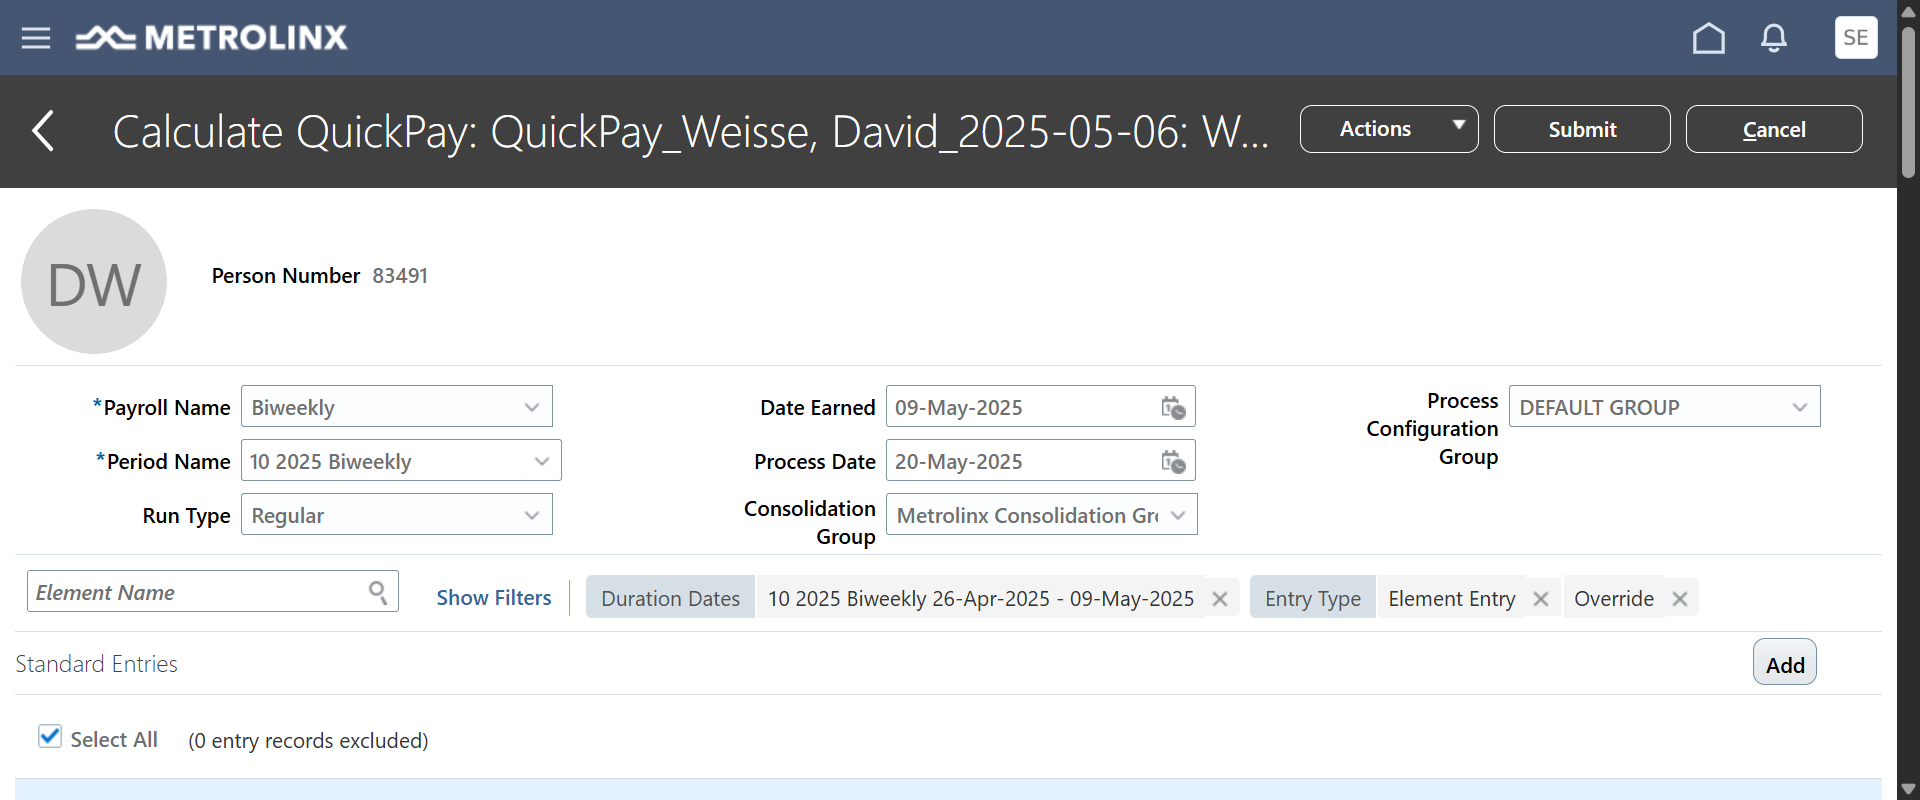 METROLINX
SE
Calculate QuickPay: QuickPay_Weisse, David_2025-05-06: W...
Actions
Submit
Cancel
DW
Person Number 83491
*Payroll Name Biweekly
*Period Name 10 2025 Biweekly
Run Type Regular
Date Earned 09-May-2025
Process Date 20-May-2025
Consolidation
Group
Metrolinx Consolidation Gr
Process
Configuration
Group
DEFAULT GROUP
Element Name
Show Filters
Duration Dates 10 2025 Biweekly 26-Apr-2025 - 09-May-2025
Entry Type Element Entry Override
Standard Entries
Add
Select All (0 entry records excluded)